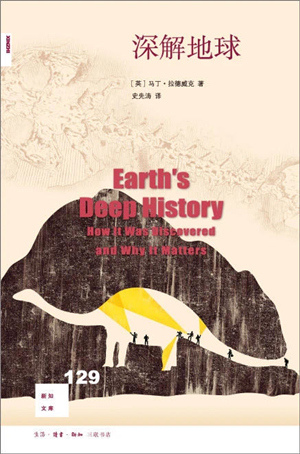 深解地球
［英］马丁·拉德威克 著
史先涛 译
Earth's
Deep History
How It Was Discovered
and Why It Matters
129
新知
文库
生活·读书·新知 三联书店